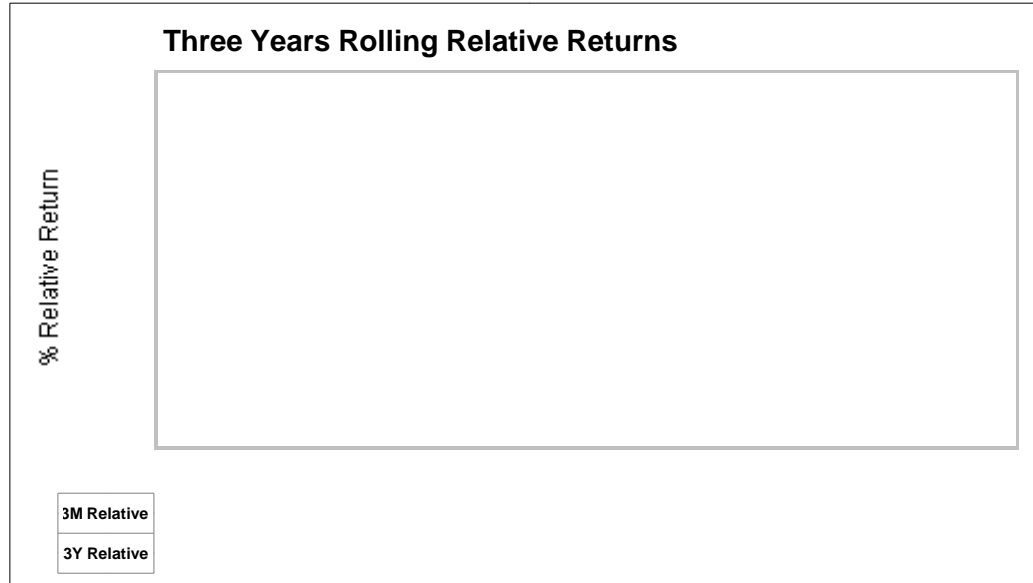 Three Years Rolling Relative Returns
% Relative Return
3M Relative
3Y Relative